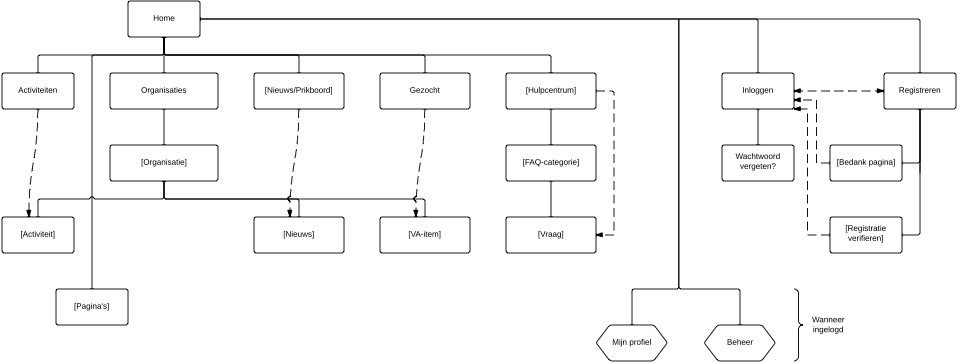 Home
Activiteiten
Organisaties
[Nieuws/Prikboord]
Gezocht
[Hulpcentrum]
Inloggen
Registreren
[Organisatie]
[FAQ-categorie]
Wachtwoord
vergeten?
[Bedank pagina]
[Activiteit]
[Nieuws]
[VA-item]
[Vraag]
[Registratie
verifieren]
[Pagina's]
Mijn profiel
Beheer
Wanneer
ingelogd